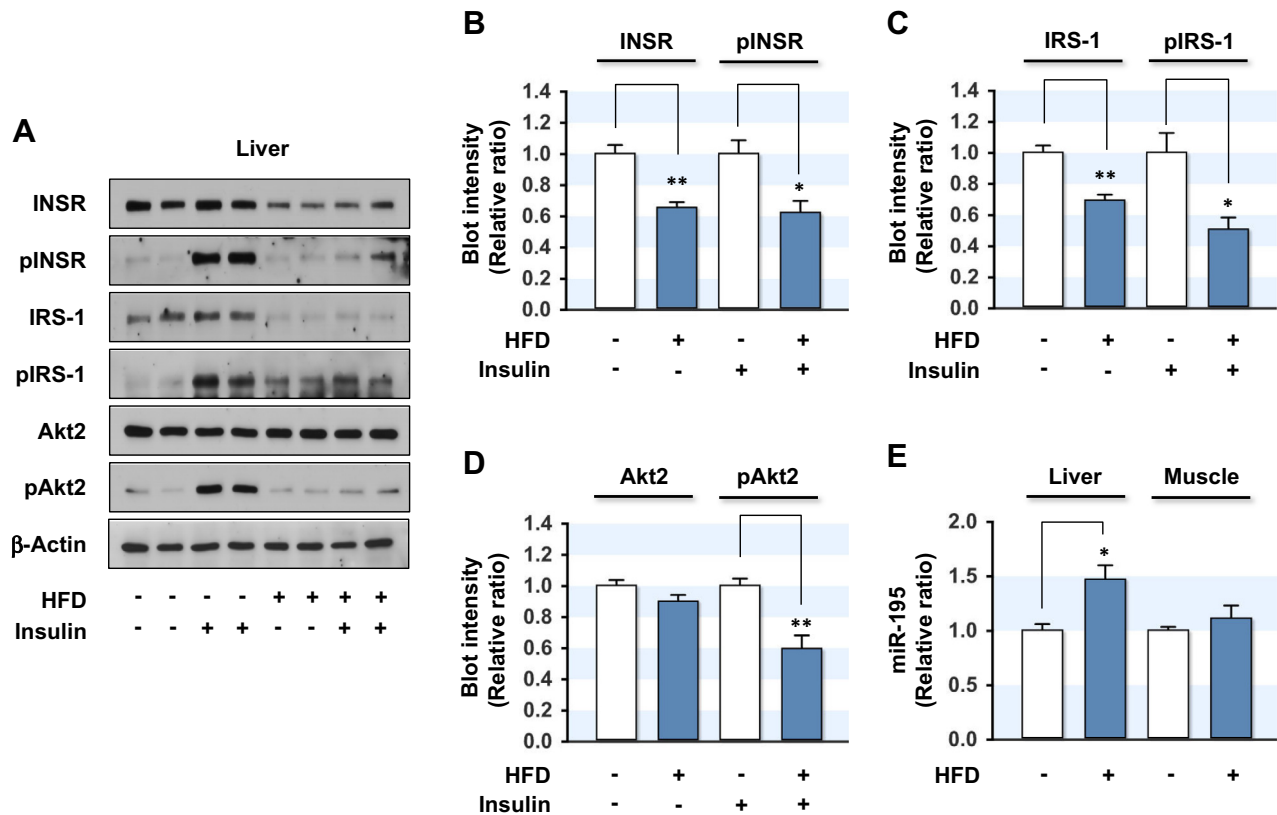 A
Liver
INSR
pINSR
IRS-1
pIRS-1
Akt2
pAkt2
β-Actin
HFD - - - - + + + +
Insulin - - + + - - + +
B
INSR pINSR
Blot intensity
(Relative ratio)
1.4
1.2
1.0
0.8
0.6
0.4
0.2
0.0
** *
HFD - + - +
Insulin - - + +
C
IRS-1 pIRS-1
Blot intensity
(Relative ratio)
1.4
1.2
1.0
0.8
0.6
0.4
0.2
0.0
** *
HFD - + - +
Insulin - - + +
D
Akt2 pAkt2
Blot intensity
(Relative ratio)
1.4
1.2
1.0
0.8
0.6
0.4
0.2
0.0
**
HFD - + - +
Insulin - - + +
E
Liver Muscle
miR-195
(Relative ratio)
2.0
1.5
1.0
0.5
0.0
*
HFD - + - +